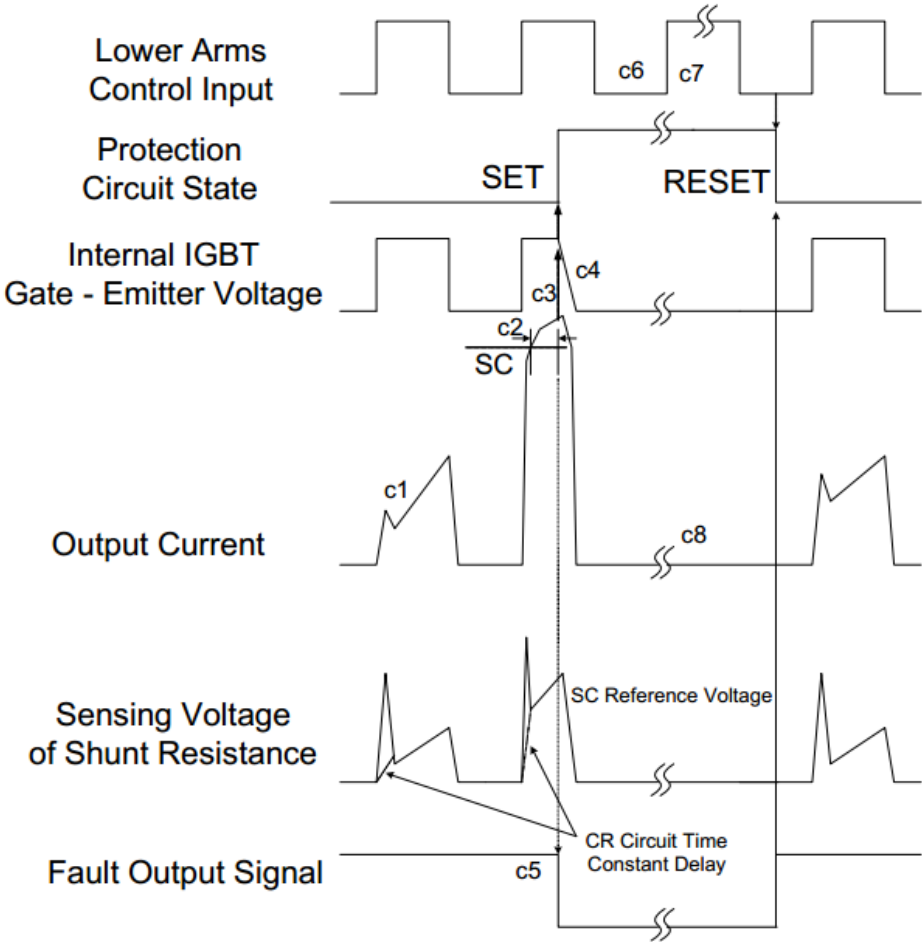 Lower Arms
Control Input
c6
c7
Protection
Circuit State
SET
RESET
Internal IGBT
Gate - Emitter Voltage
c3
c4
c2
SC
c1
Output Current
c8
Sensing Voltage
of Shunt Resistance
SC Reference Voltage
CR Circuit Time
Constant Delay
Fault Output Signal
c5